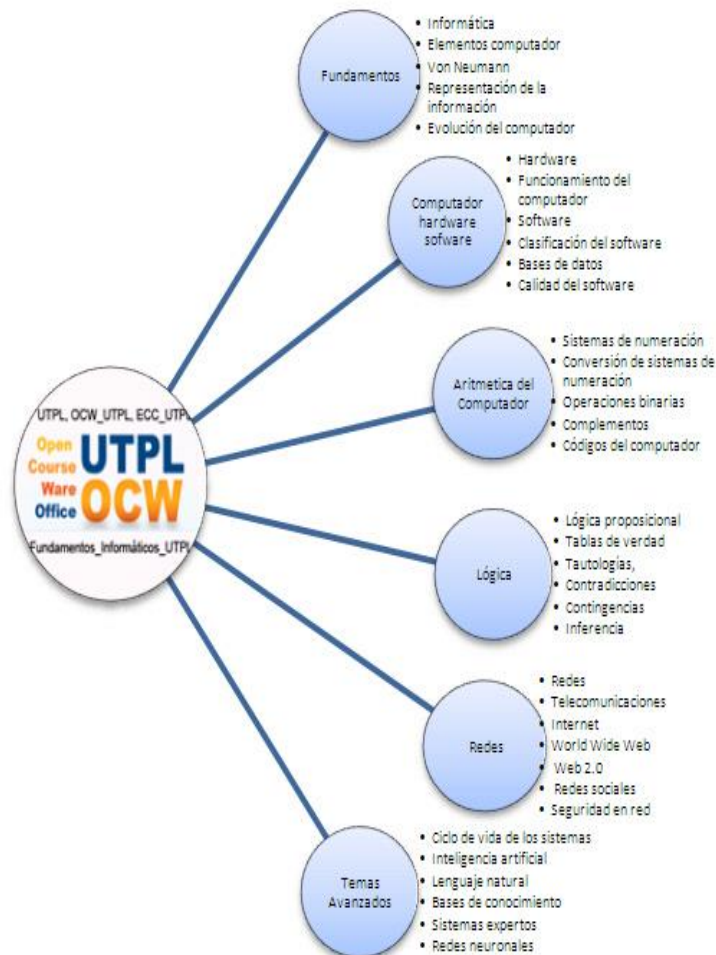 Fundamentos
• Informática
• Elementos computador
• Von Neumann
• Representación de la
información
• Evolución del computador
Computador
hardware
sofware
• Hardware
• Funcionamiento del
computador
• Software
• Clasificación del software
• Bases de datos
• Calidad del software
Aritmetica del
Computador
• Sistemas de numeración
• Conversión de sistemas de
numeración
• Operaciones binarias
• Complementos
• Códigos del computador
UTPL, OCW_UTPL, ECC_UTPL
Open
Course
Ware
Office
UTPL
OCW
Fundamentos_Informáticos_UTPL
Lógica
• Lógica proposicional
• Tablas de verdad
• Tautologías,
• Contradicciones
• Contingencias
• Inferencia
Redes
• Redes
• Telecomunicaciones
• Internet
• World Wide Web
• Web 2.0
• Redes sociales
• Seguridad en red
Temas
Avanzados
• Ciclo de vida de los sistemas
• Inteligencia artificial
• Lenguaje natural
• Bases de conocimiento
• Sistemas expertos
• Redes neuronales